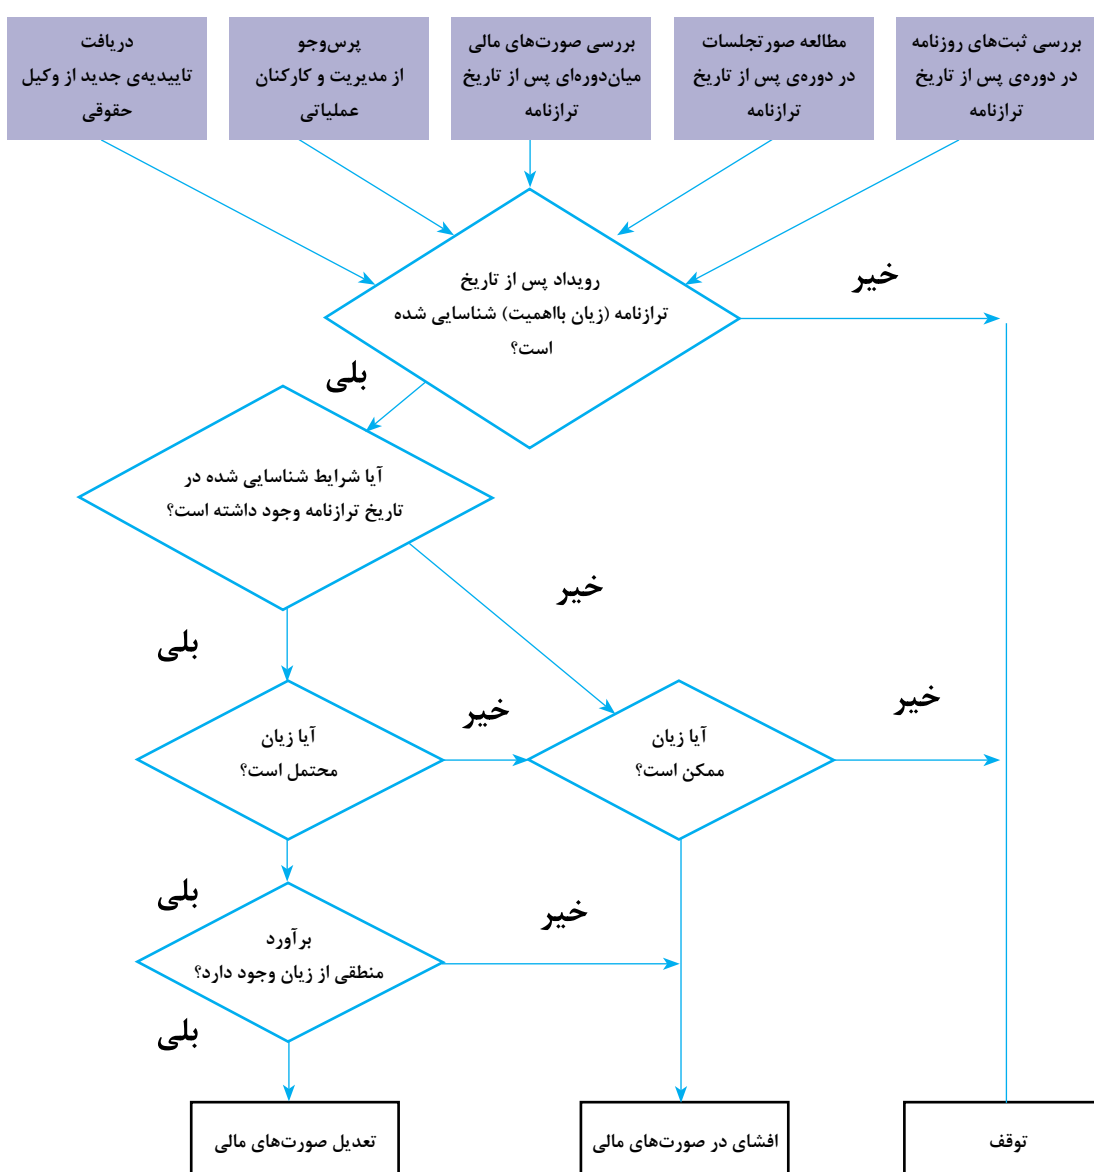 بررسی ثبت‌های روزنامه
در دوره‌ی پس از تاریخ
ترازنامه
مطالعه صورتجلسات
در دوره‌ی پس از تاریخ
ترازنامه
بررسی صورت‌های مالی
میان‌دوره‌ای پس از تاریخ
ترازنامه
پرس‌وجو
از مدیریت و کارکنان
عملیاتی
دریافت
تاییدیه‌ی جدید از وکیل
حقوقی
رویداد پس از تاریخ
ترازنامه (زیان بااهمیت) شناسایی شده
است؟
خیر
بلی
آیا شرایط شناسایی شده در
تاریخ ترازنامه وجود داشته است؟
خیر
بلی
آیا زیان
محتمل است؟
خیر
آیا زیان
ممکن است؟
خیر
بلی
برآورد
منطقی از زیان وجود دارد؟
خیر
بلی
توقف
افشای در صورت‌های مالی
تعدیل صورت‌های مالی